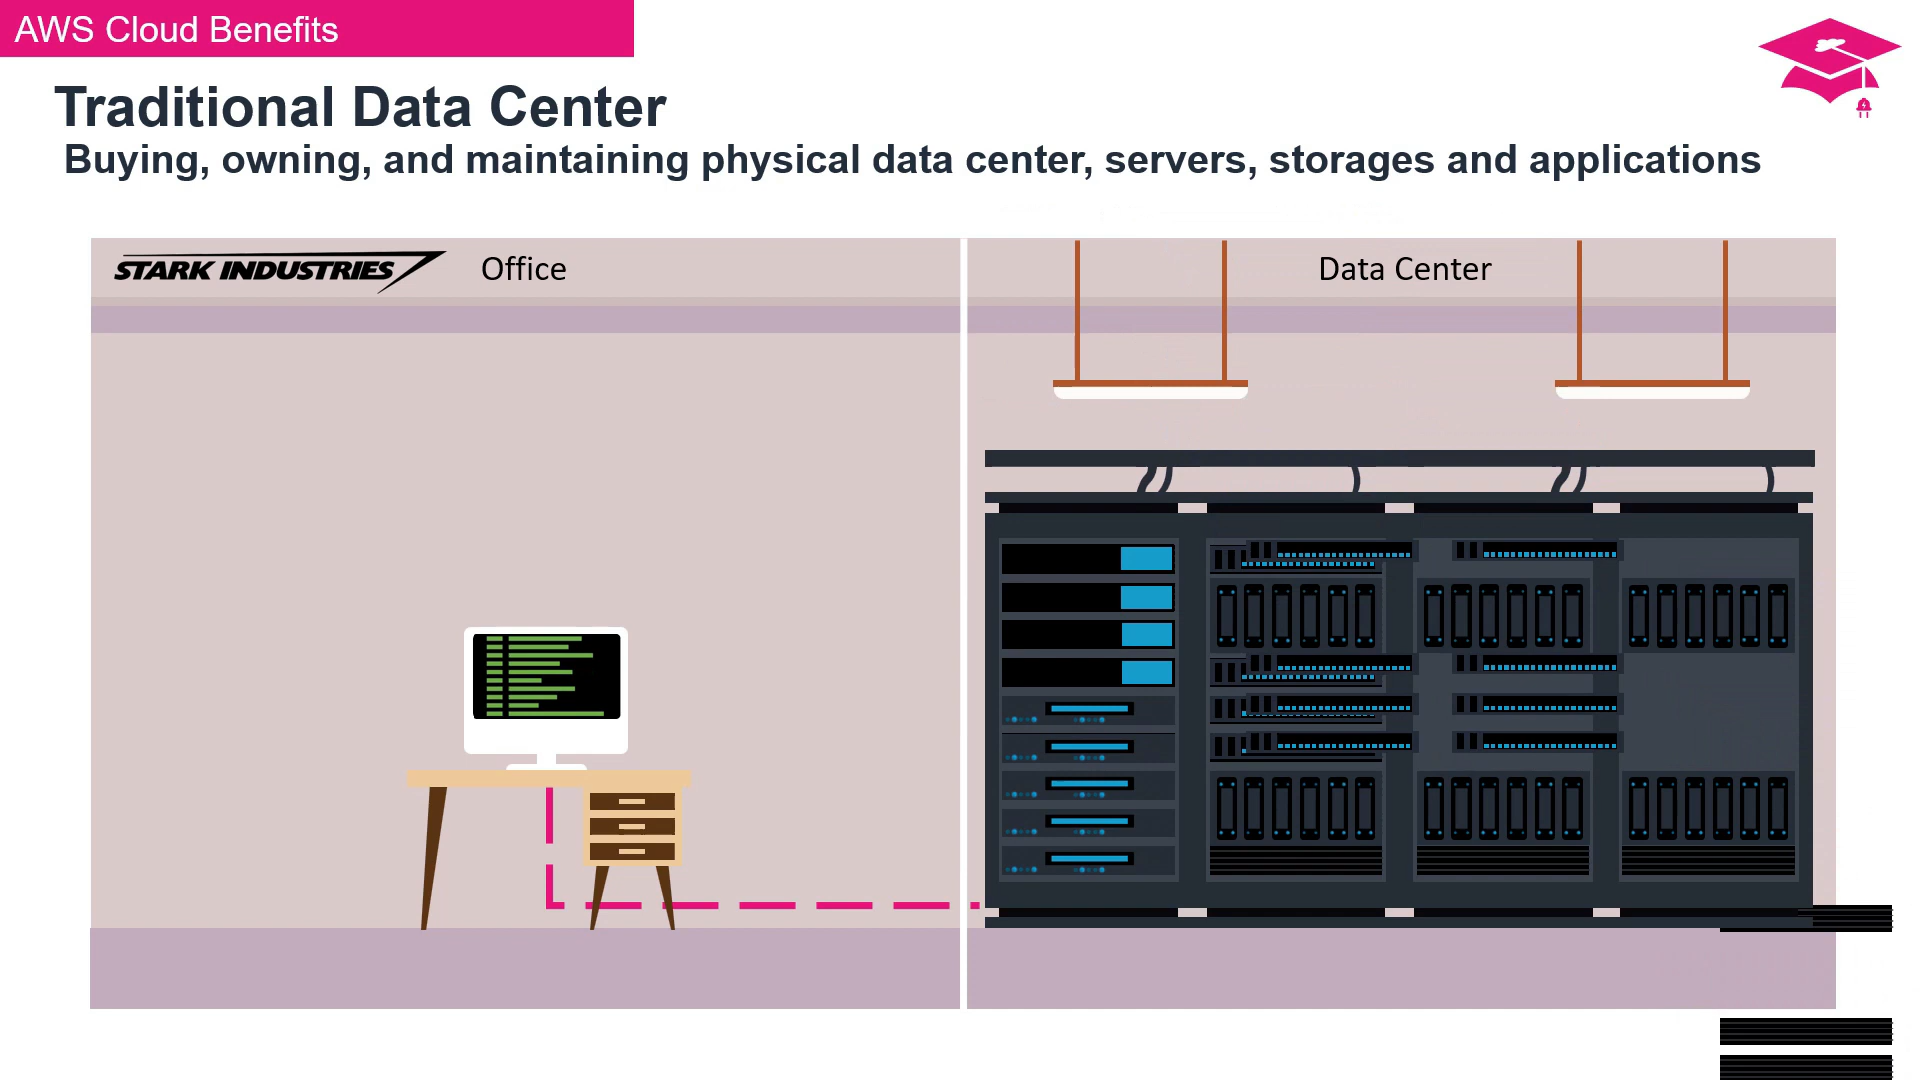 AWS Cloud Benefits
Traditional Data Center
Buying, owning, and maintaining physical data center, servers, storages and applications
STARK INDUSTRIES
Office
Data Center